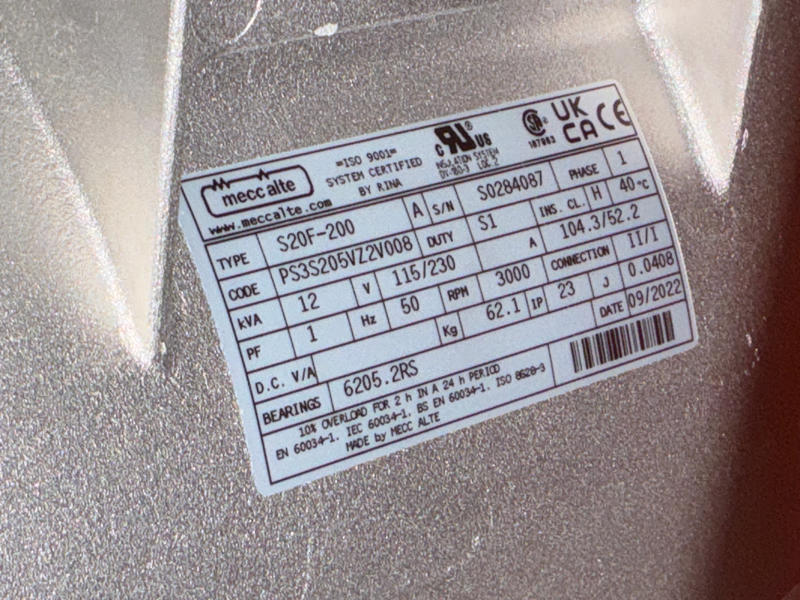 mecc alte
www.meccalte.com
=ISO 9001=
SYSTEM CERTIFIED
BY RINA
c RU ® US
INSULATION SYSTEM
SA ®
187063
UK
CA CE
TYPE S20F-200 A S/N S0284087 PHASE 1
CODE PS3S205VZ2V008 DUTY S1 INS. CL. H 40 °C
kVA 12 V 115/230 A 104.3/52.2
PF 1 Hz 50 RPM 3000 CONNECTION II/I
D.C. V/A Kg 62.1 IP 23 J 0.0408
BEARINGS 6205.2RS DATE 09/2022
10% OVERLOAD FOR 2 h IN A 24 h PERIOD
EN 60034-1. IEC 60034-1. BS EN 60034-1. ISO 8528-3
MADE by MECC ALTE